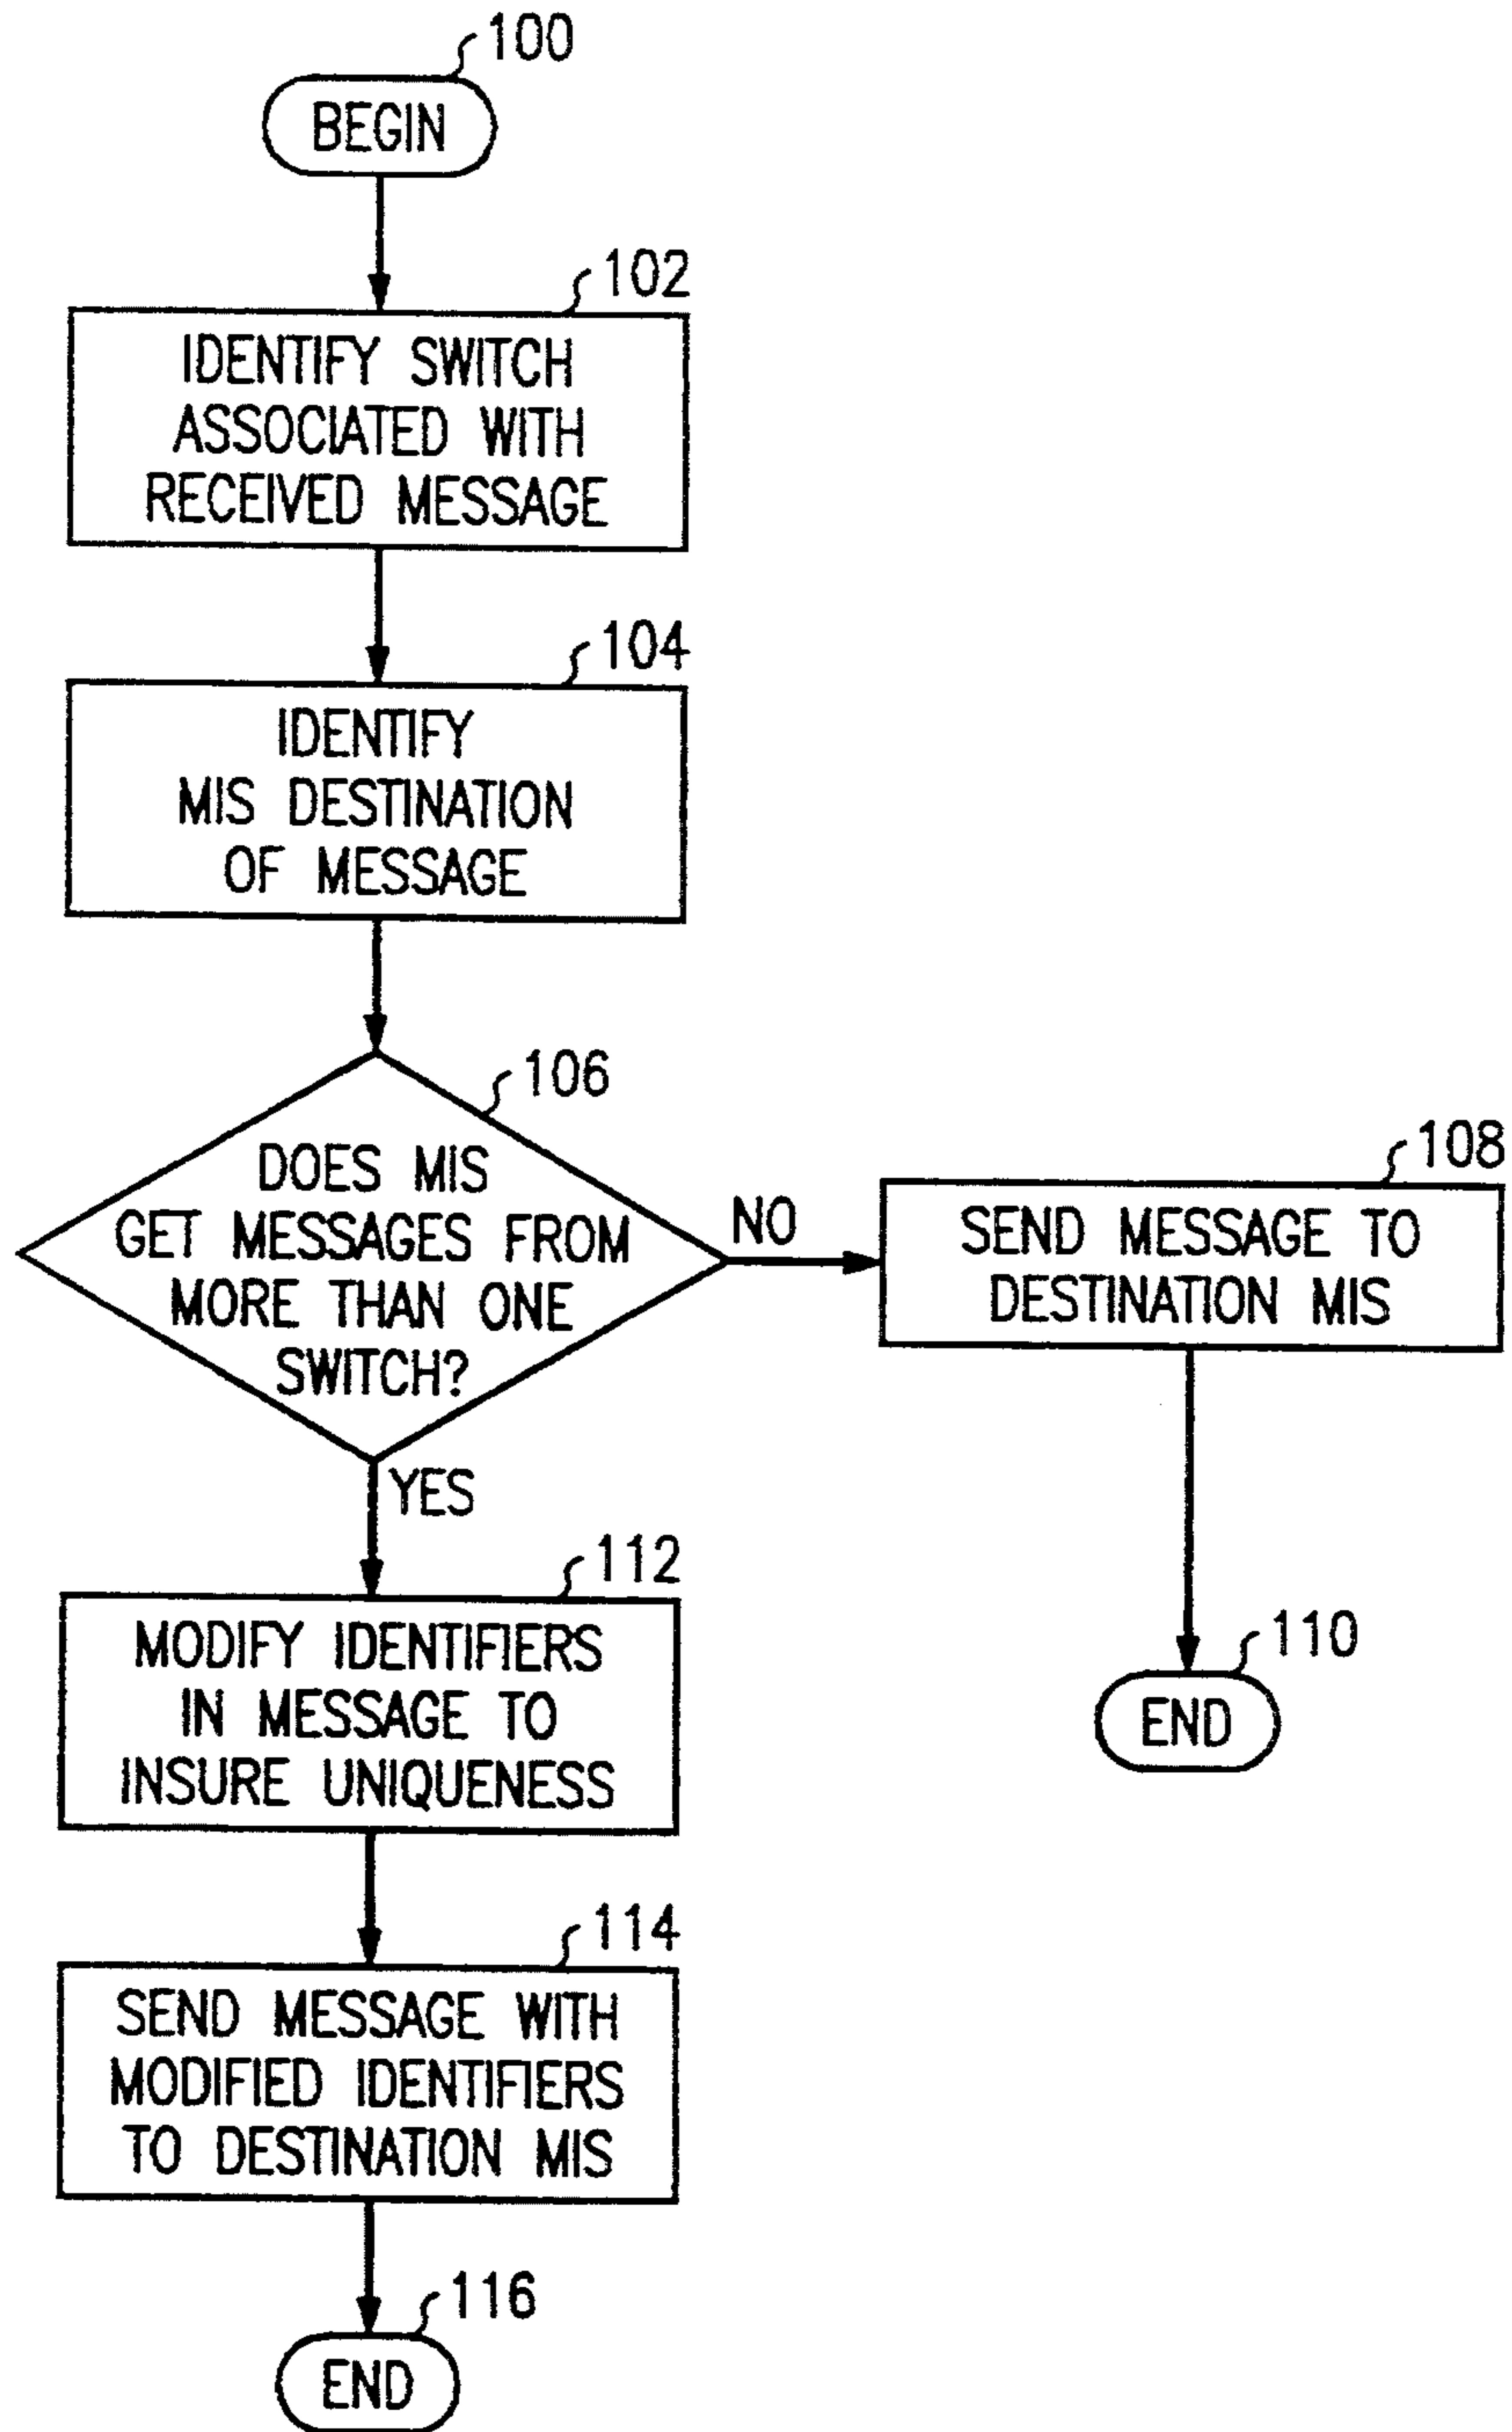 100
BEGIN
102
IDENTIFY SWITCH
ASSOCIATED WITH
RECEIVED MESSAGE
104
IDENTIFY
MIS DESTINATION
OF MESSAGE
106
DOES MIS
GET MESSAGES FROM
MORE THAN ONE
SWITCH?
NO
108
SEND MESSAGE TO
DESTINATION MIS
110
END
YES
112
MODIFY IDENTIFIERS
IN MESSAGE TO
INSURE UNIQUENESS
114
SEND MESSAGE WITH
MODIFIED IDENTIFIERS
TO DESTINATION MIS
116
END